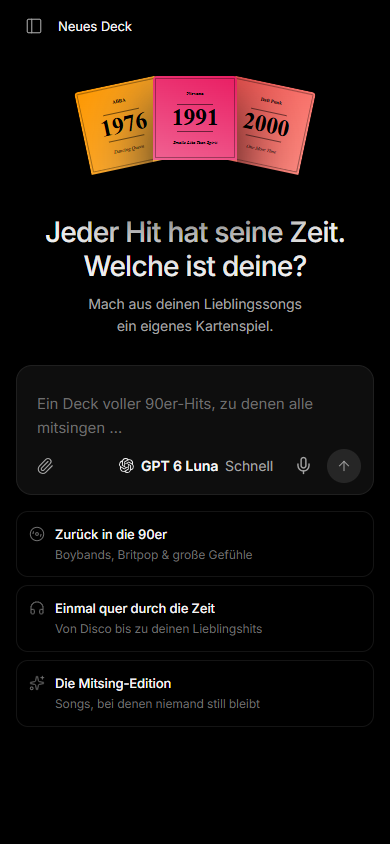 Neues Deck
ABBA
1976
Dancing Queen
Nirvana
1991
Smells Like Teen Spirit
Daft Punk
2000
One More Time
Jeder Hit hat seine Zeit.
Welche ist deine?
Mach aus deinen Lieblingssongs
ein eigenes Kartenspiel.
Ein Deck voller 90er-Hits, zu denen alle
mitsingen ...
GPT 6 Luna Schnell
Zurück in die 90er
Boybands, Britpop & große Gefühle
Einmal quer durch die Zeit
Von Disco bis zu deinen Lieblingshits
Die Mitsing-Edition
Songs, bei denen niemand still bleibt